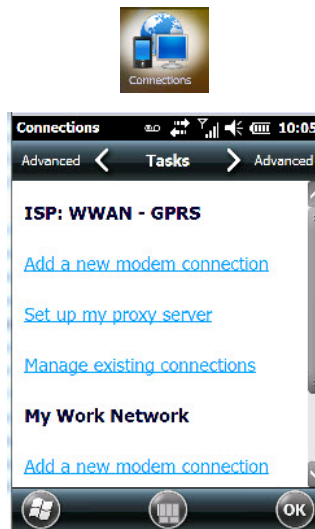 Connections
Connections 10:05
Advanced Tasks Advanced
ISP: WWAN - GPRS
Add a new modem connection
Set up my proxy server
Manage existing connections
My Work Network
Add a new modem connection
OK